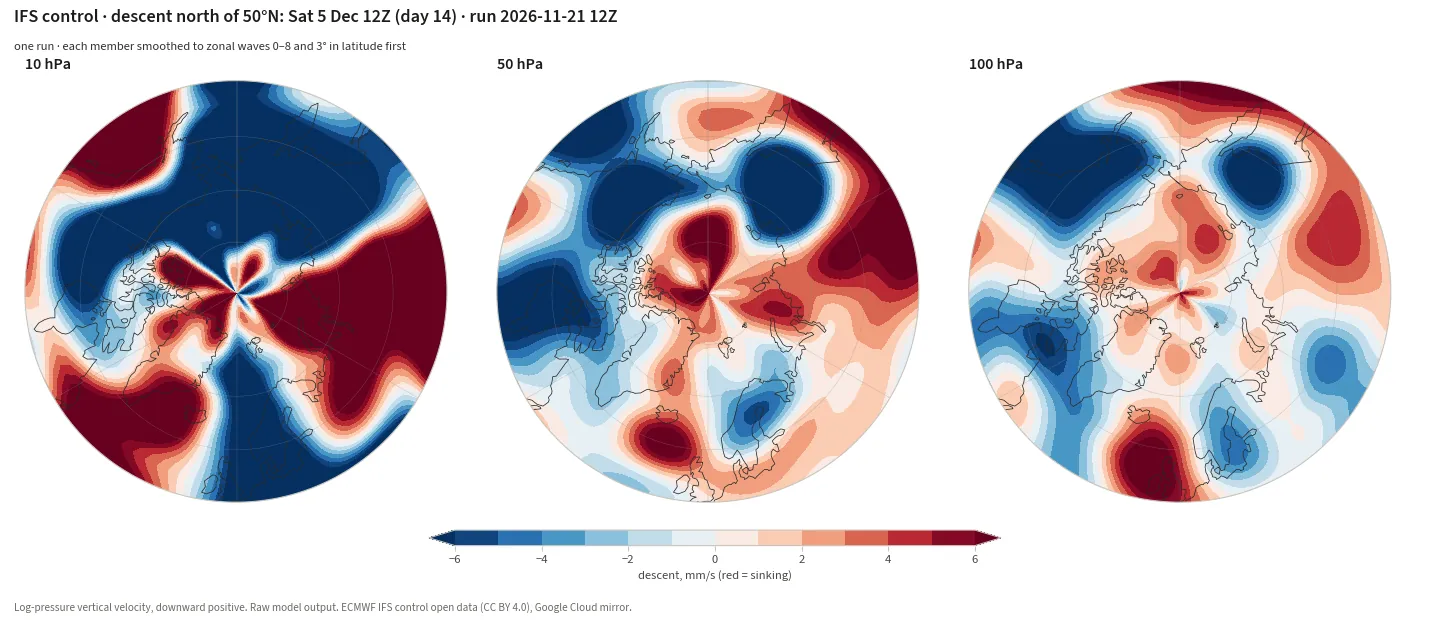 IFS control · descent north of 50°N: Sat 5 Dec 12Z (day 14) · run 2026-11-21 12Z
one run · each member smoothed to zonal waves 0–8 and 3° in latitude first
10 hPa
50 hPa
100 hPa
−6 −4 −2 0 2 4 6
descent, mm/s (red = sinking)
Log-pressure vertical velocity, downward positive. Raw model output. ECMWF IFS control open data (CC BY 4.0), Google Cloud mirror.